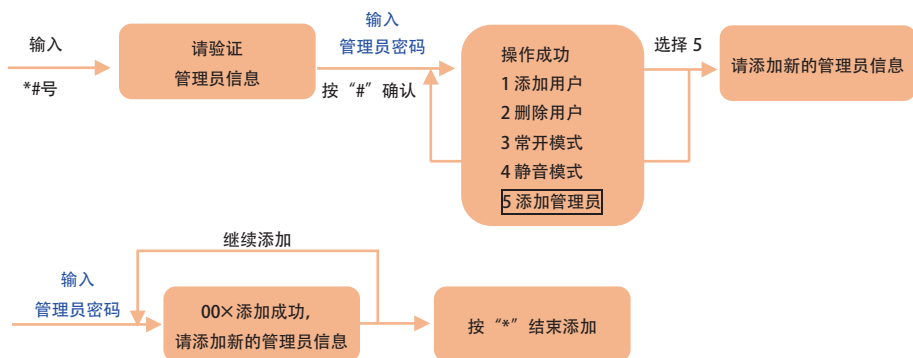 输入
*#号
请验证
管理员信息
输入
管理员密码
按“#”确认
操作成功
1 添加用户
2 删除用户
3 常开模式
4 静音模式
5 添加管理员
选择 5
请添加新的管理员信息
继续添加
输入
管理员密码
00×添加成功,
请添加新的管理员信息
按“*”结束添加